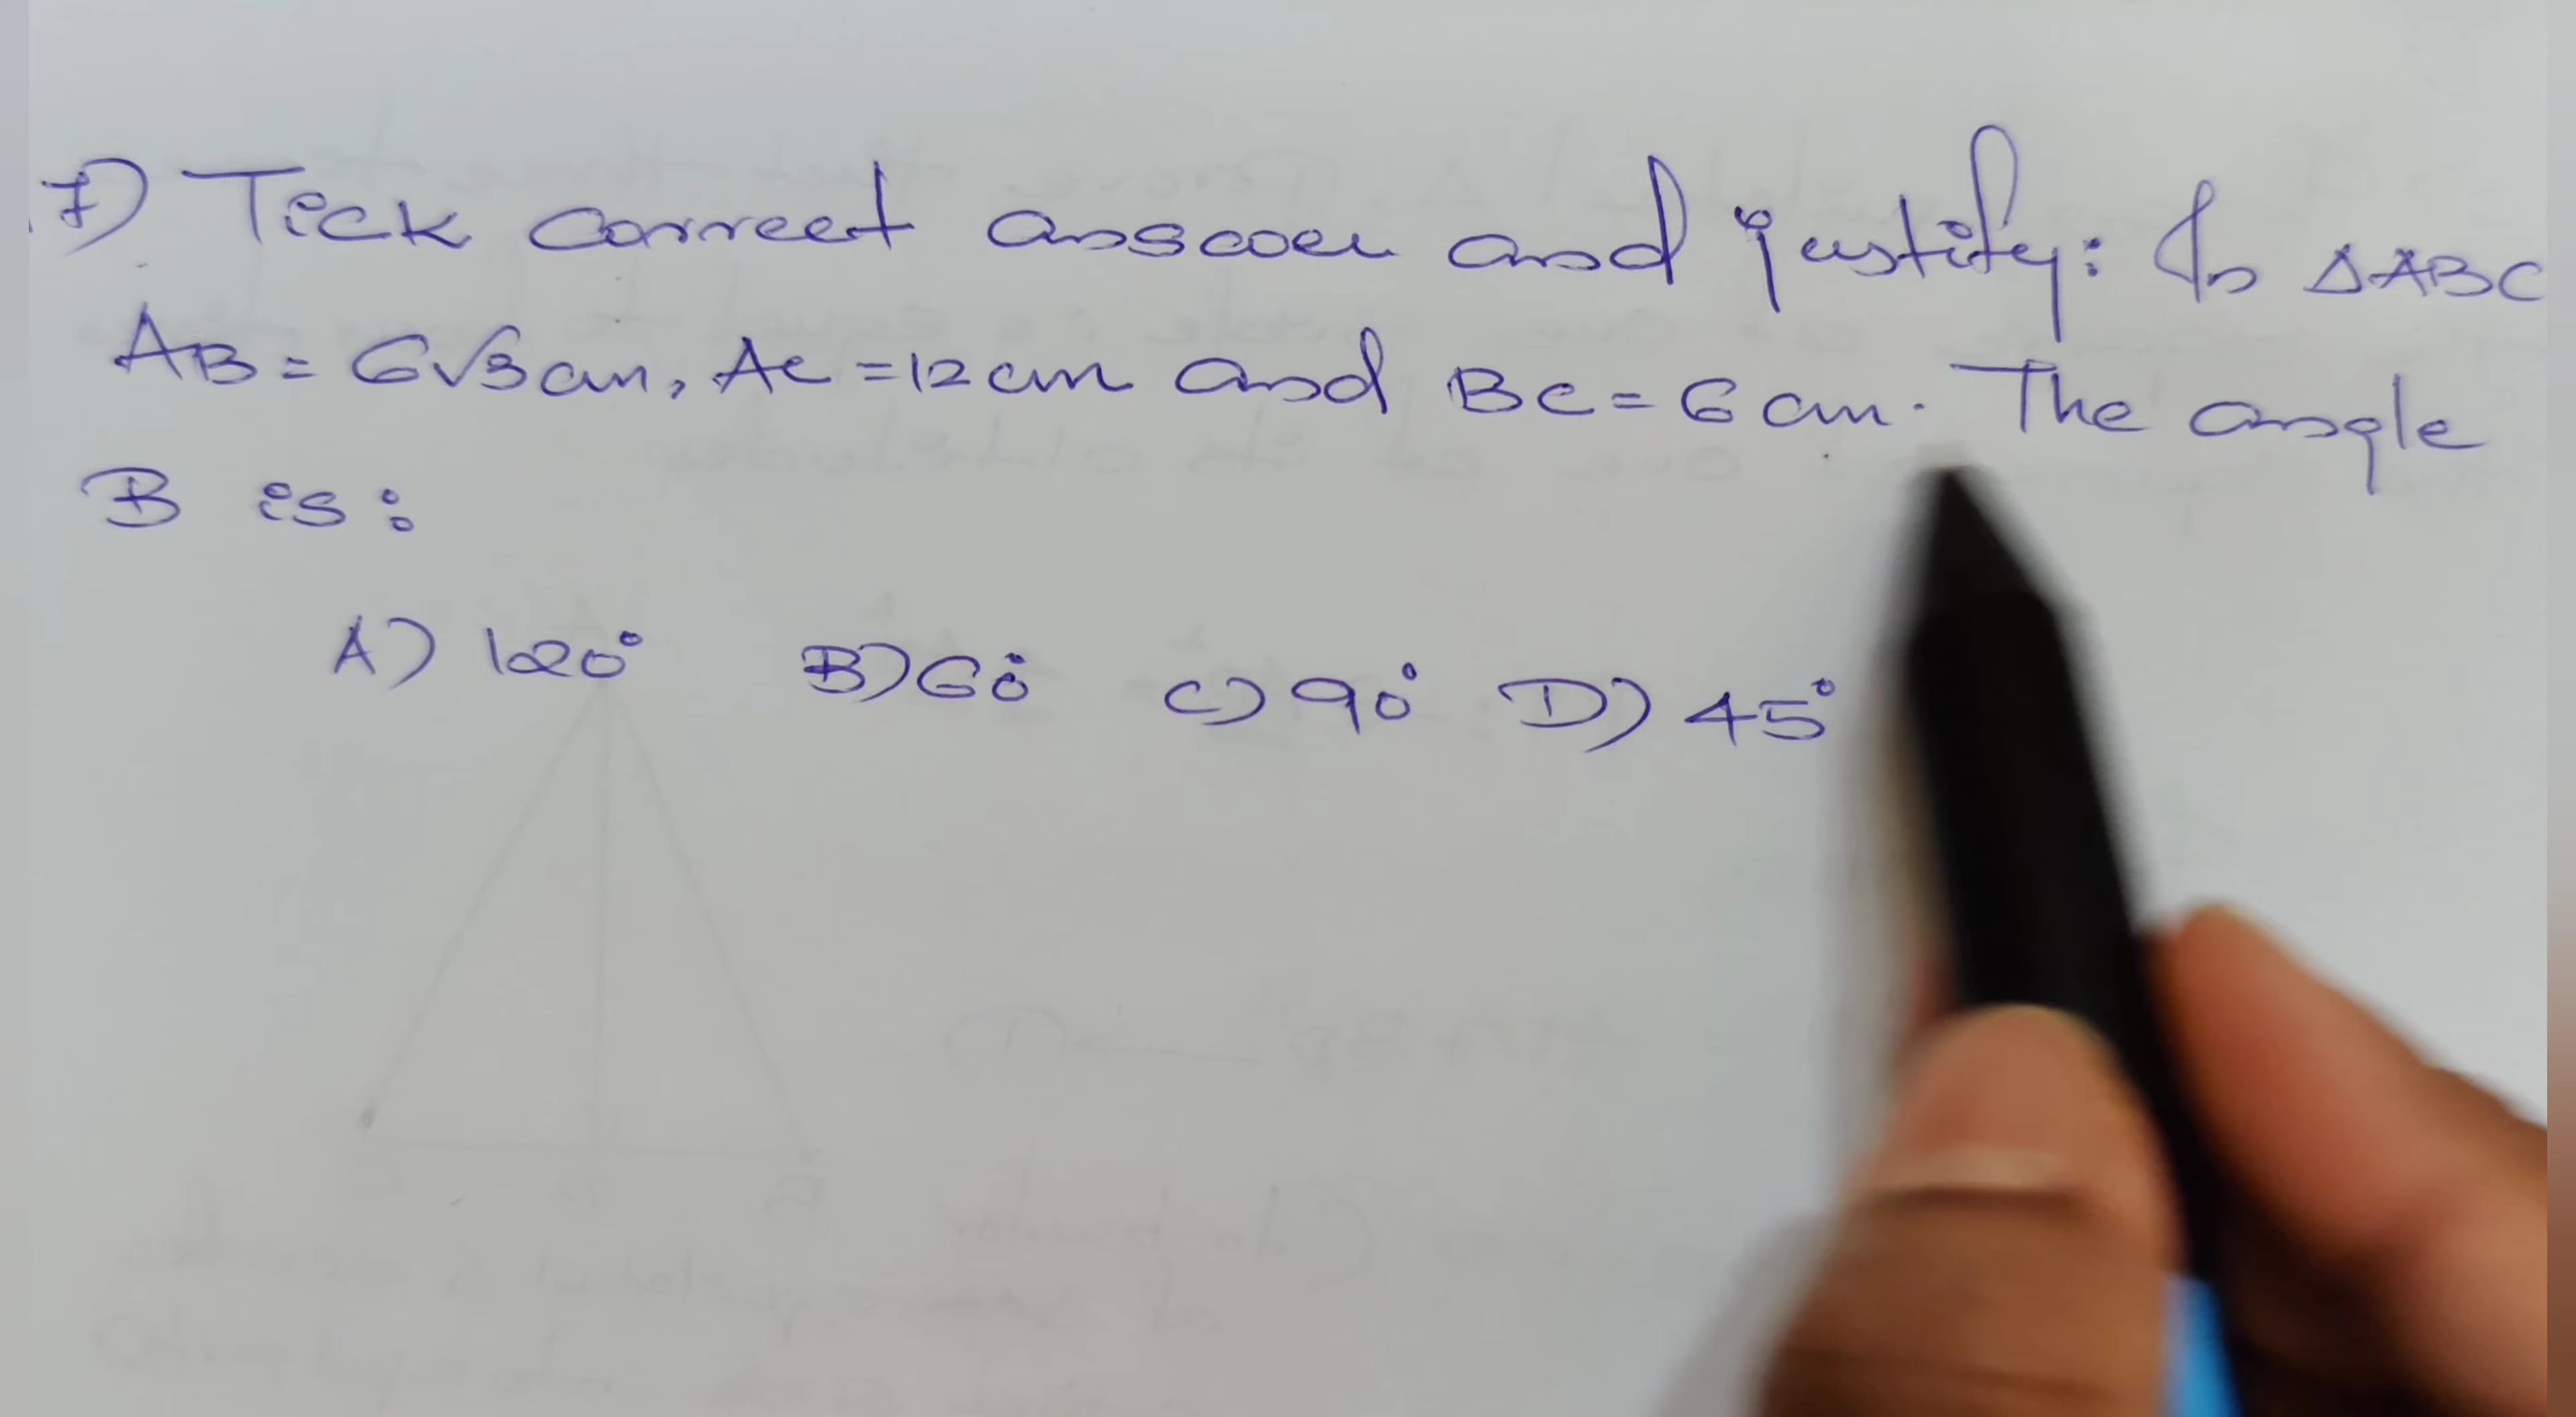 17) Tick correct answer and justify: In ΔABC
AB = 6√3 cm, AC = 12 cm and BC = 6 cm. The angle
B is:
A) 120° B) 60° C) 90° D) 45°